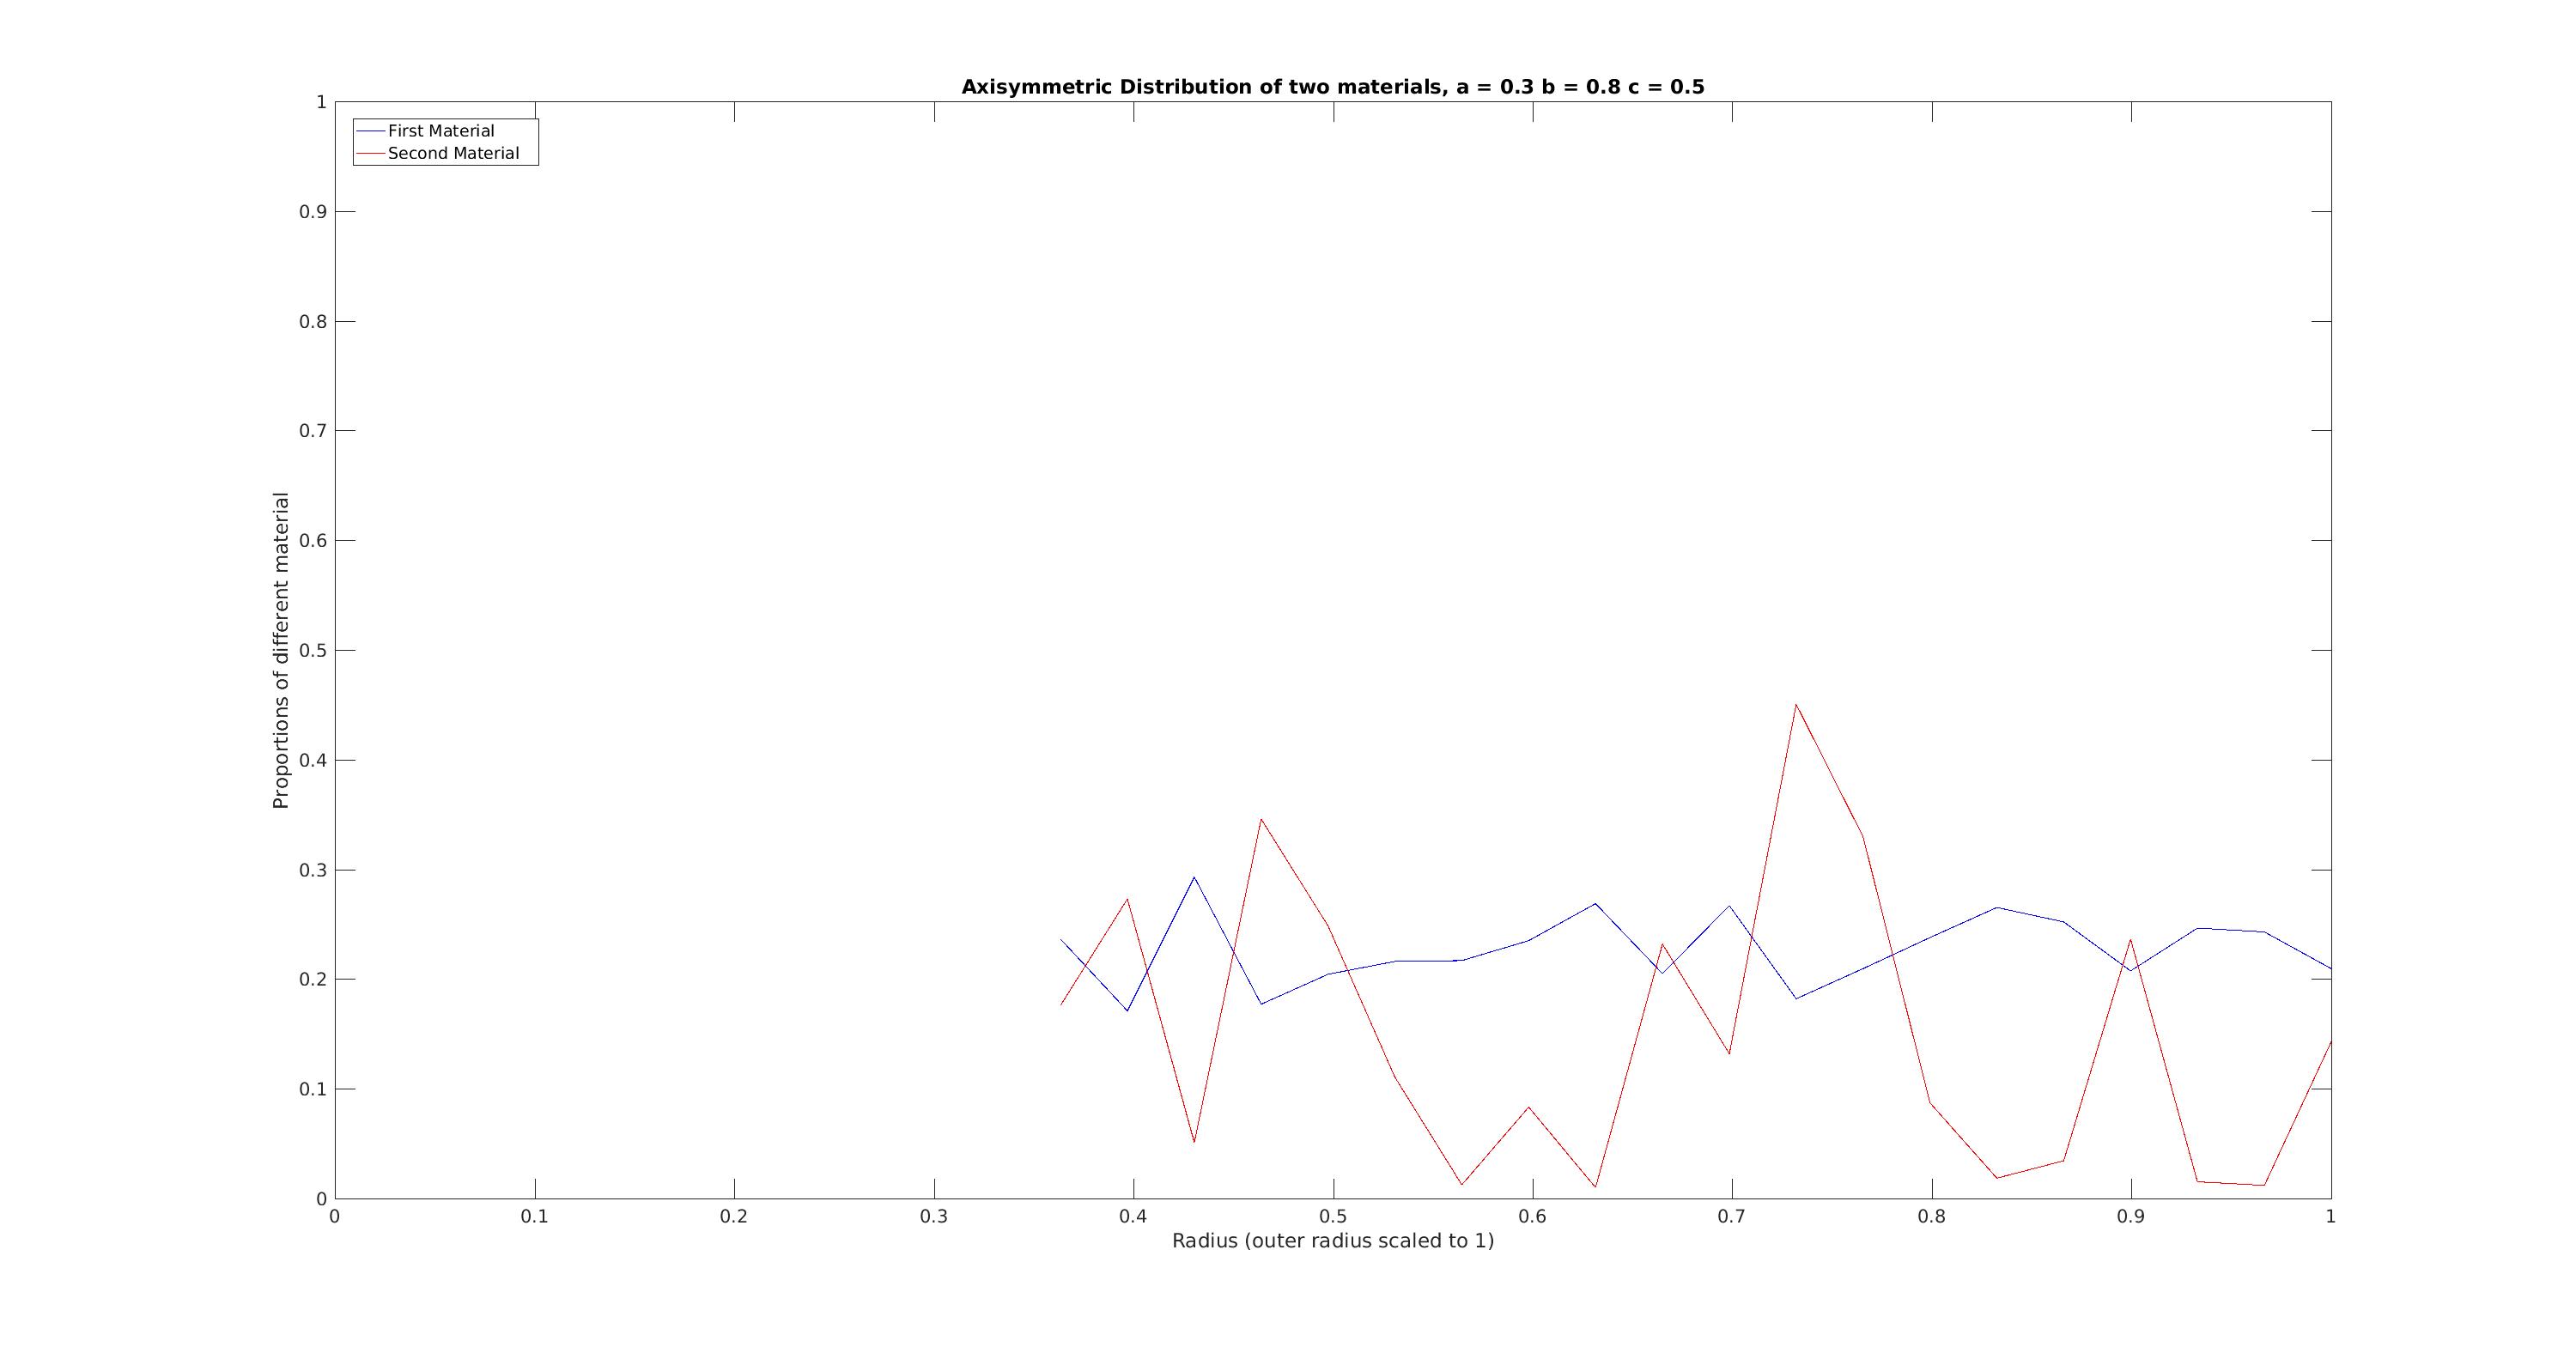 Axisymmetric Distribution of two materials, a = 0.3 b = 0.8 c = 0.5
First Material
Second Material
Proportions of different material
1
0.9
0.8
0.7
0.6
0.5
0.4
0.3
0.2
0.1
0
0 0.1 0.2 0.3 0.4 0.5 0.6 0.7 0.8 0.9 1
Radius (outer radius scaled to 1)